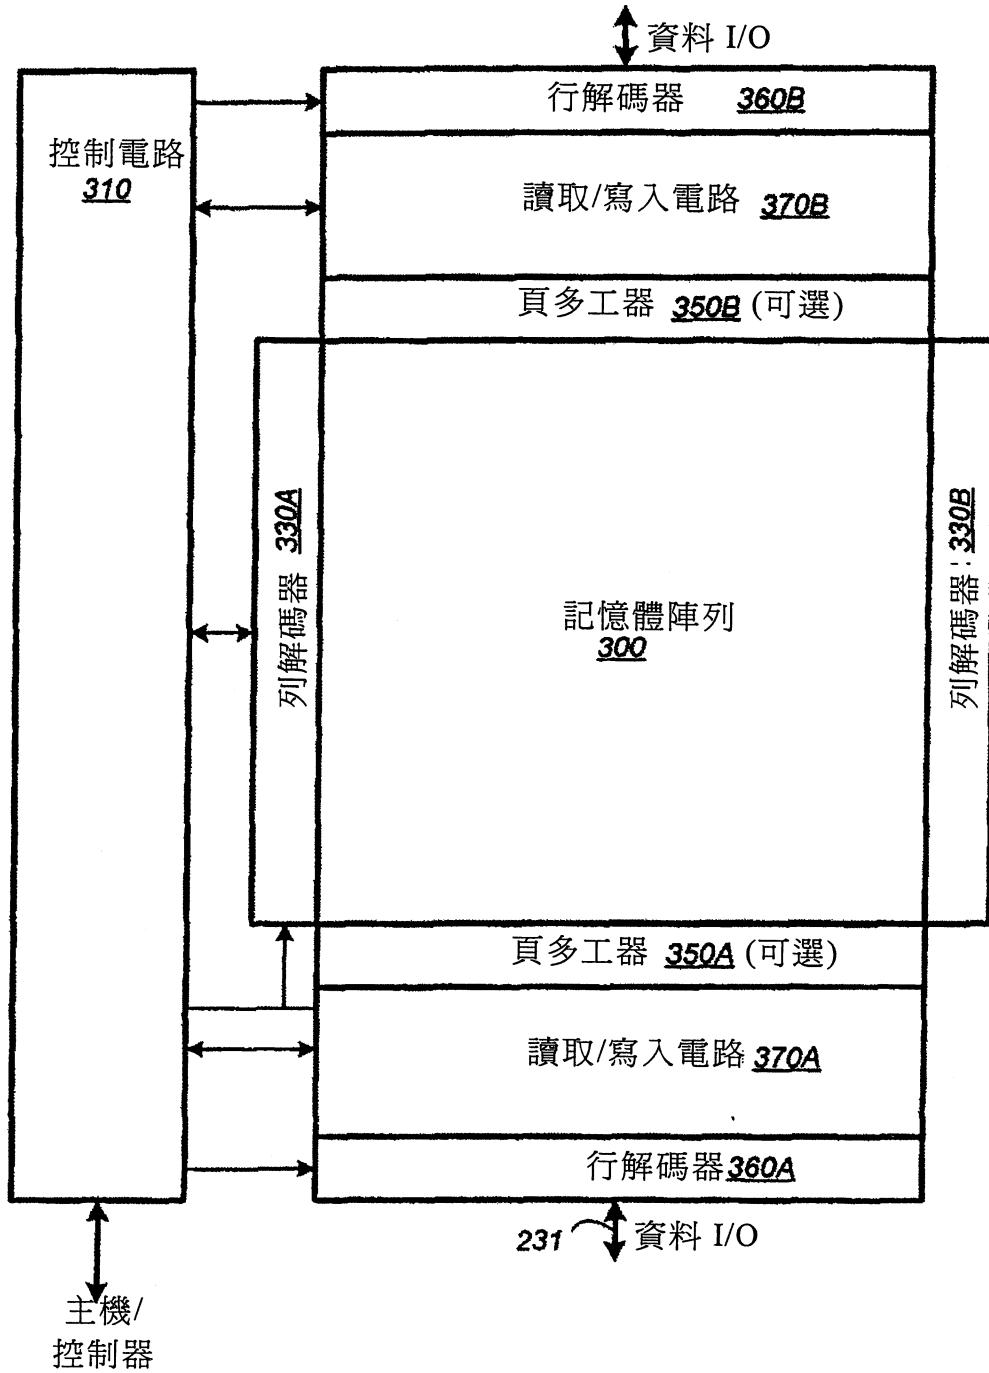 資料 I/O
行解碼器 360B
控制電路
310
讀取/寫入電路 370B
頁多工器 350B (可選)
列解碼器 330A
記憶體陣列
300
列解碼器 330B
頁多工器 350A (可選)
讀取/寫入電路 370A
行解碼器 360A
231 資料 I/O
主機/
控制器